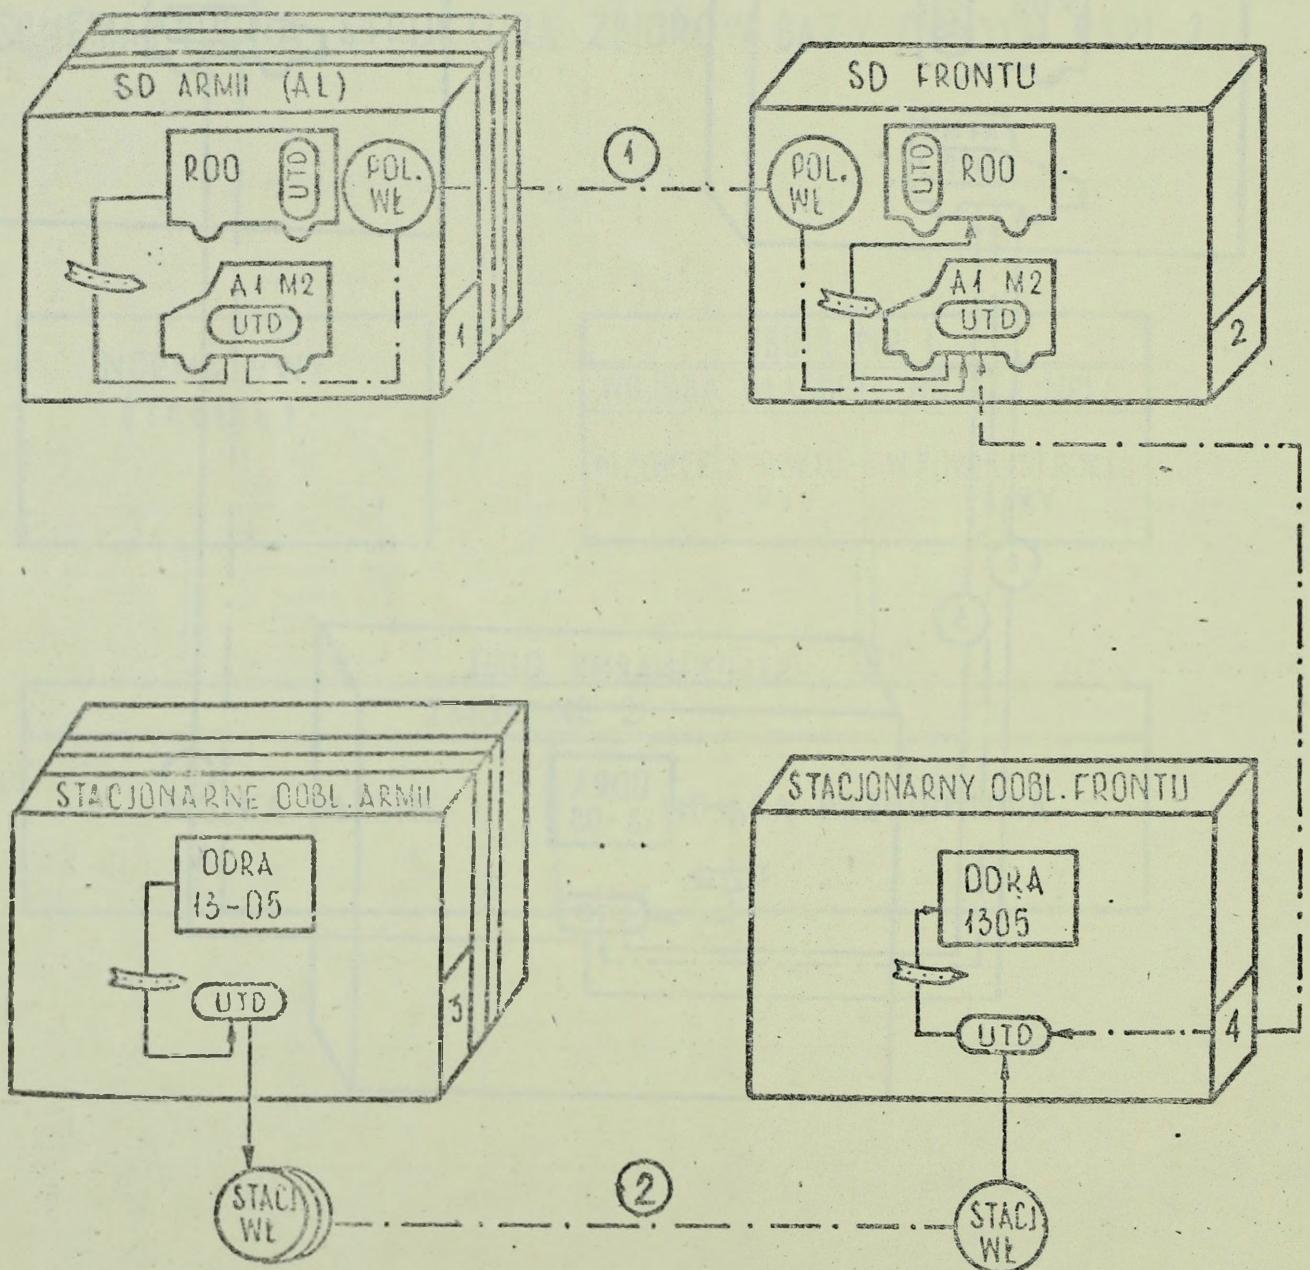 SD ARMII (AL)
R00
UTD
POL.
WŁ
A1 M2
UTD
1
1
SD FRONTU
POL.
WŁ
UTD
R00
A1 M2
UTD
2
STACJONARNE OOBL. ARMII
ODRA
13-05
UTD
3
STACJ
WŁ
2
STACJONARNY OOBL. FRONTU
ODRA
1305
UTD
4
STACJ
WŁ